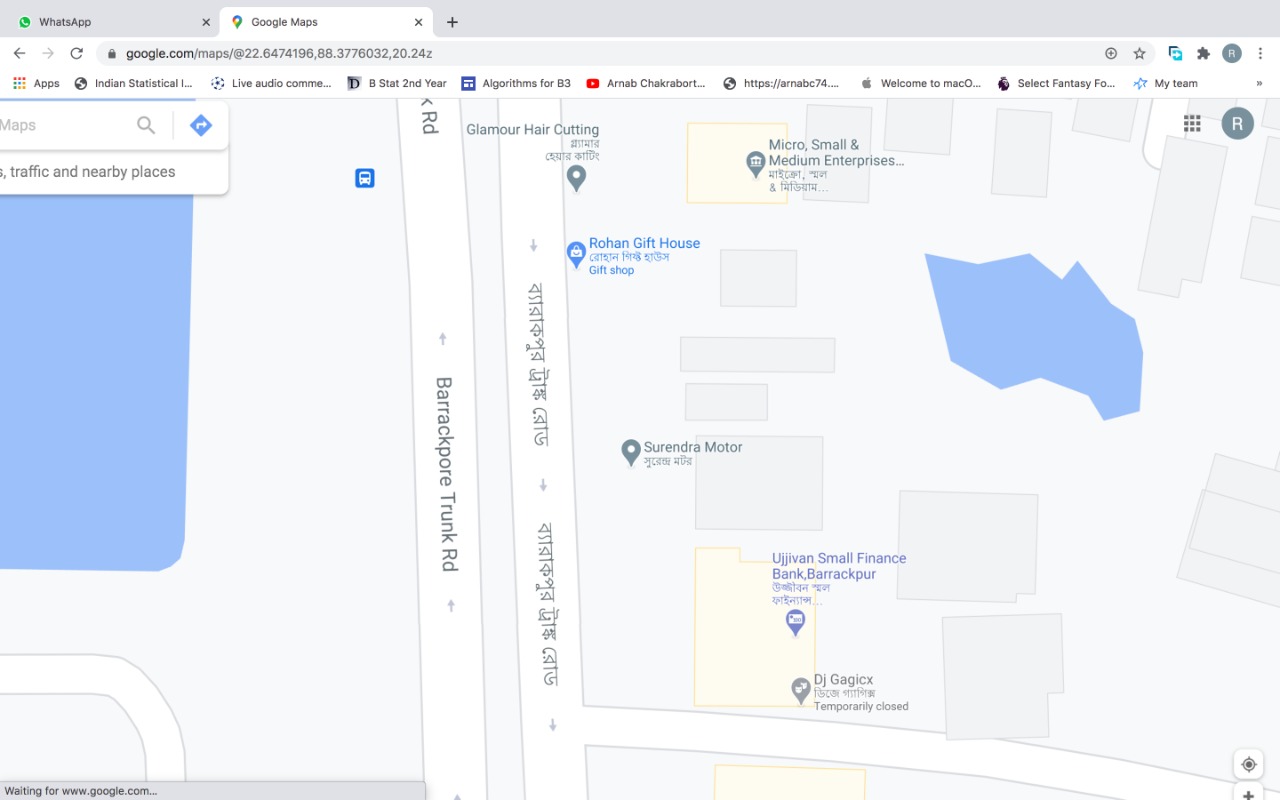 WhatsApp
Google Maps
google.com/maps/@22.6474196,88.3776032,20.24z
R
Apps
Indian Statistical I...
Live audio comme...
B Stat 2nd Year
Algorithms for B3
Arnab Chakrabort...
https://arnabc74....
Welcome to macO...
Select Fantasy Fo...
My team
»
Maps
s, traffic and nearby places
R
Rd
Glamour Hair Cutting
গ্ল্যামার
হেয়ার কাটিং
Micro, Small &
Medium Enterprises...
মাইক্রো, স্মল
& মিডিয়াম...
Rohan Gift House
রোহান গিফ্ট হাউস
Gift shop
ব্যারাকপুর ট্রাঙ্ক রোড
Barrackpore Trunk Rd
Surendra Motor
সুরেন্দ্র মটর
ব্যারাকপুর ট্রাঙ্ক রোড
Ujjivan Small Finance
Bank,Barrackpur
উজ্জীবন স্মল
ফাইন্যান্স...
Dj Gagicx
ডিজে গ্যাগিক্স
Temporarily closed
Waiting for www.google.com...